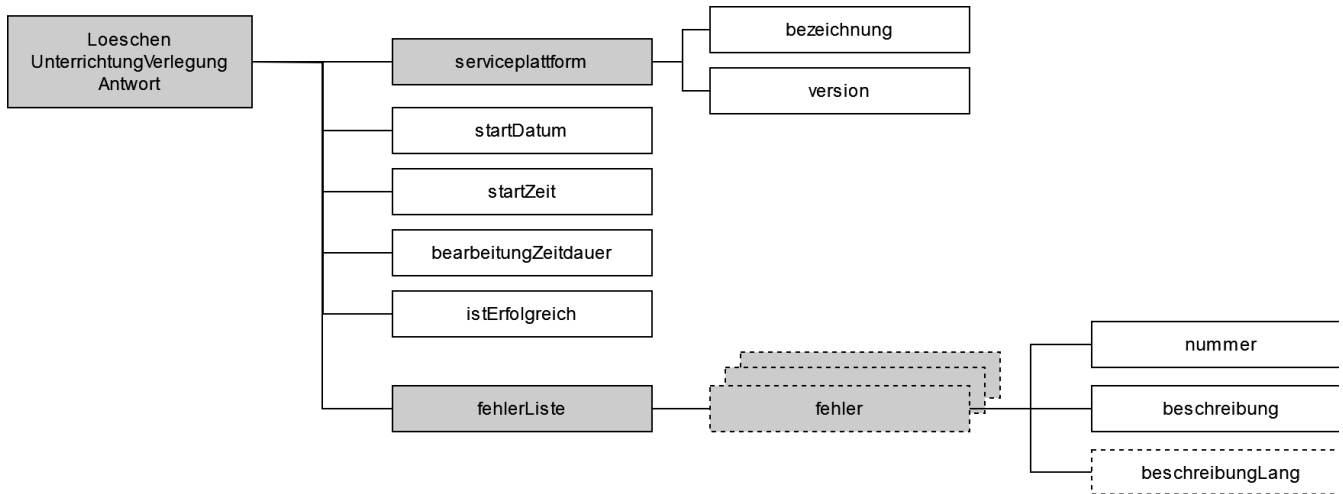 Loeschen
UnterrichtungVerlegung
Antwort
serviceplattform
bezeichnung
version
startDatum
startZeit
bearbeitungZeitdauer
istErfolgreich
fehlerListe
fehler
nummer
beschreibung
beschreibungLang